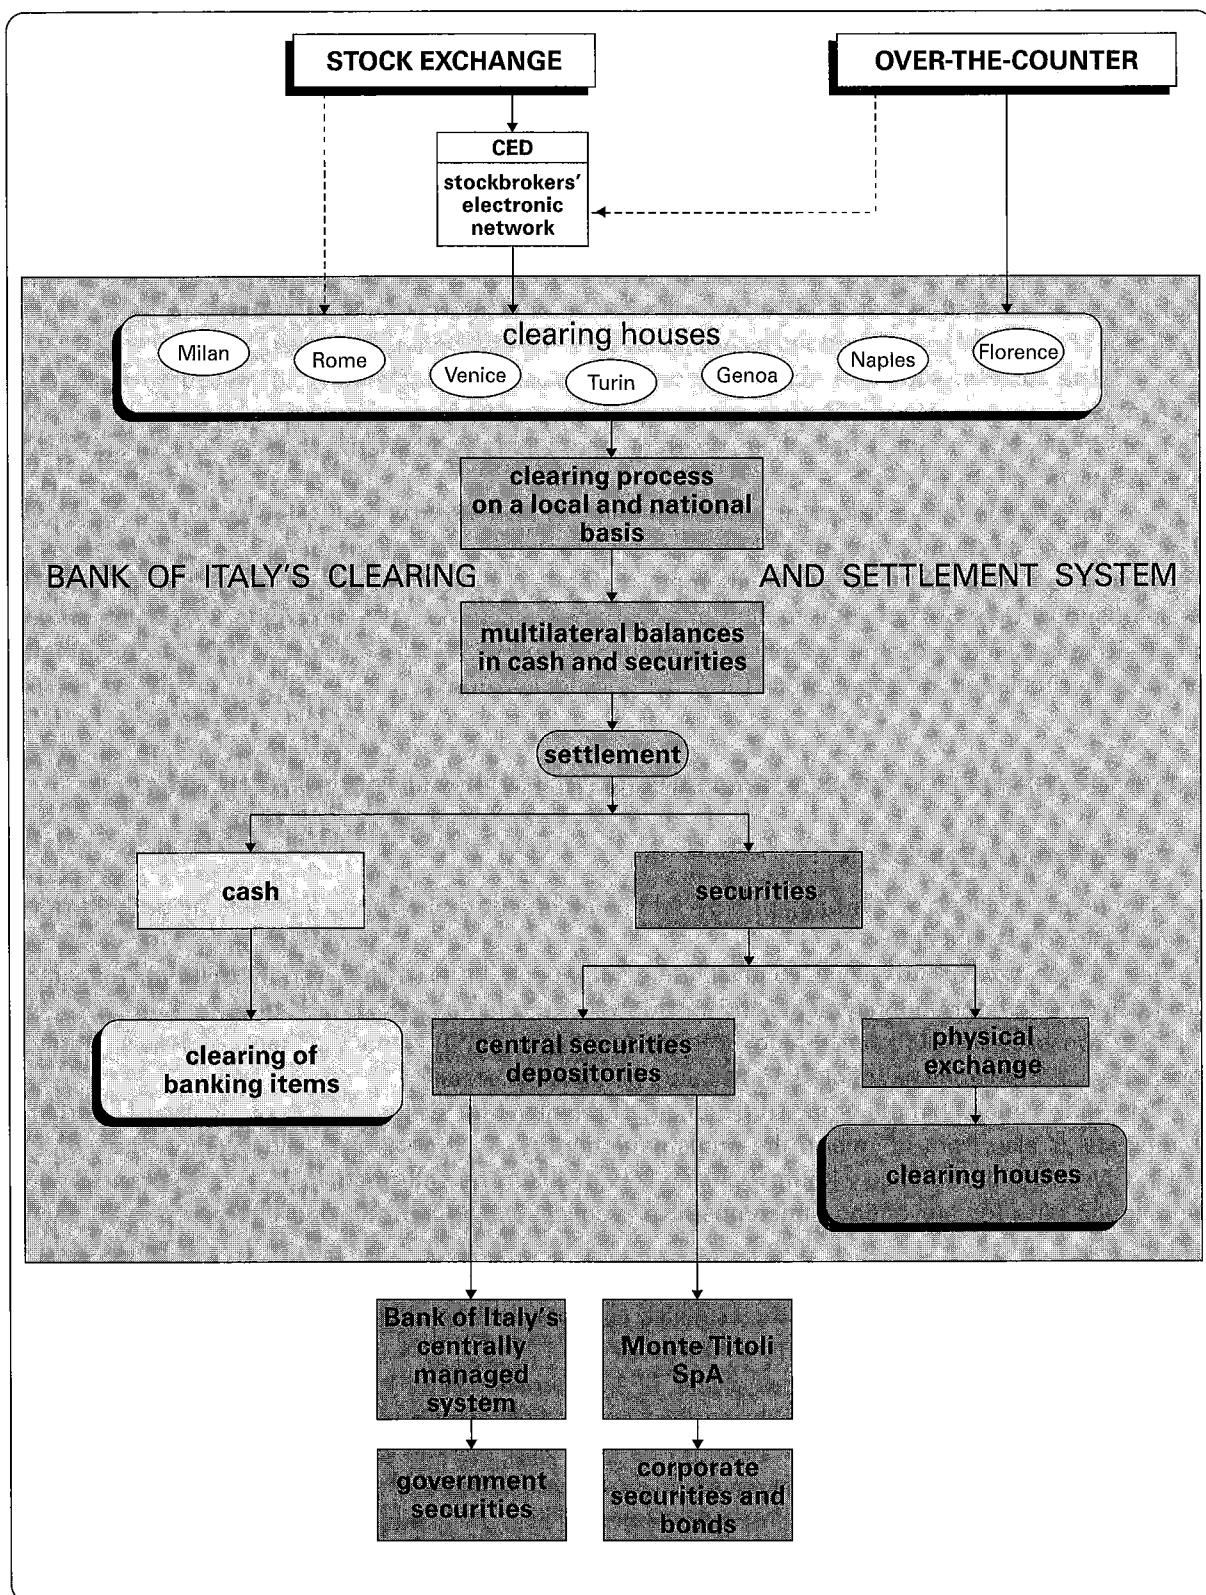 STOCK EXCHANGE
OVER-THE-COUNTER
CED
stockbrokers'
electronic
network
clearing houses
Milan
Rome
Venice
Turin
Genoa
Naples
Florence
clearing process
on a local and national
basis
BANK OF ITALY'S CLEARING
AND SETTLEMENT SYSTEM
multilateral balances
in cash and securities
settlement
cash
securities
clearing of
banking items
central securities
depositories
physical
exchange
clearing houses
Bank of Italy's
centrally
managed
system
Monte Titoli
SpA
government
securities
corporate
securities and
bonds